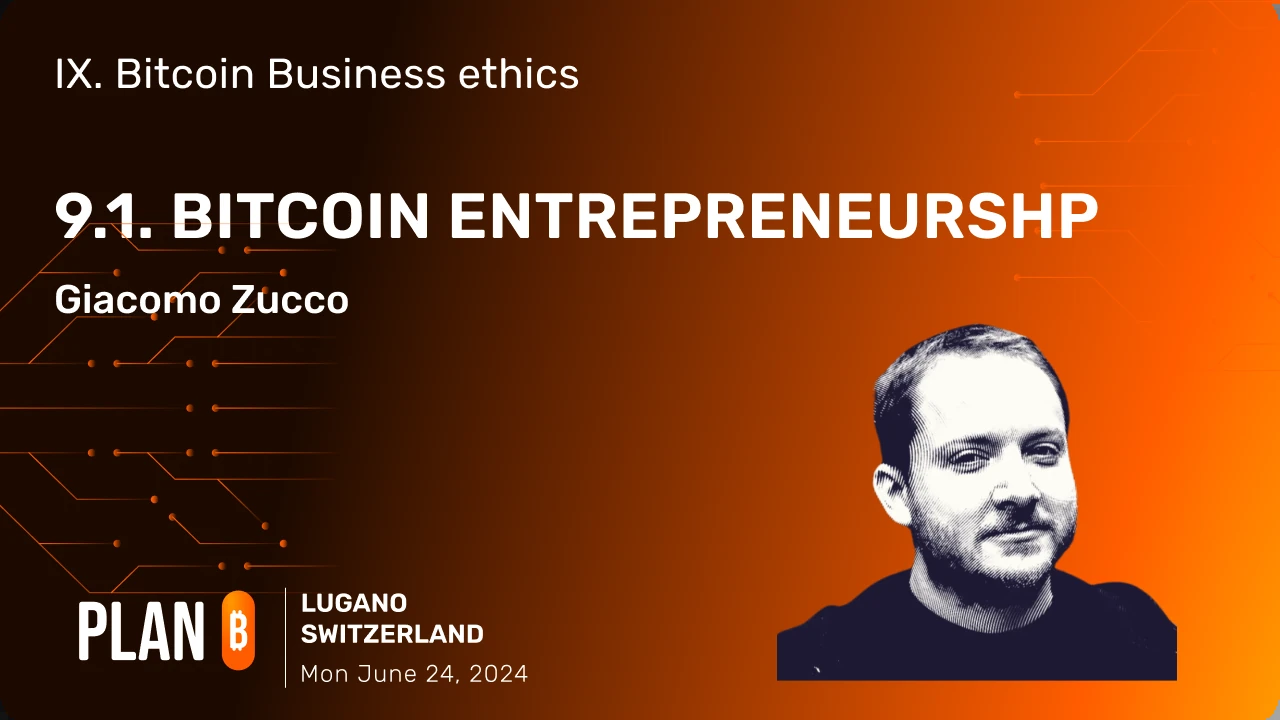 IX. Bitcoin Business ethics
9.1. BITCOIN ENTREPRENEURSHP
Giacomo Zucco
PLAN ₿
LUGANO
SWITZERLAND
Mon June 24, 2024